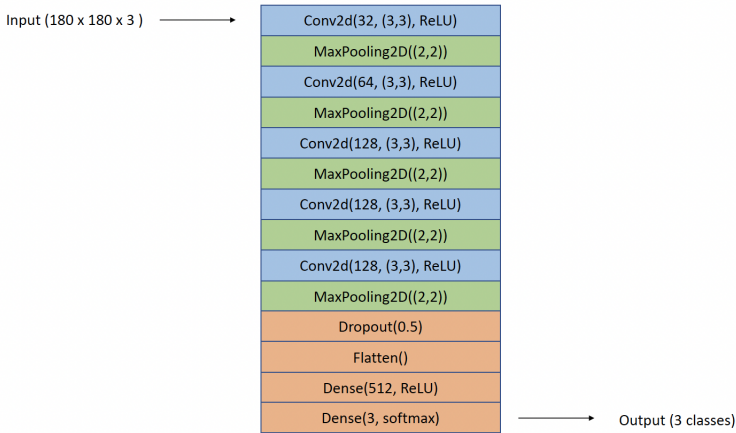 Input (180 x 180 x 3 )
Conv2d(32, (3,3), ReLU)
MaxPooling2D((2,2))
Conv2d(64, (3,3), ReLU)
MaxPooling2D((2,2))
Conv2d(128, (3,3), ReLU)
MaxPooling2D((2,2))
Conv2d(128, (3,3), ReLU)
MaxPooling2D((2,2))
Conv2d(128, (3,3), ReLU)
MaxPooling2D((2,2))
Dropout(0.5)
Flatten()
Dense(512, ReLU)
Dense(3, softmax)
Output (3 classes)